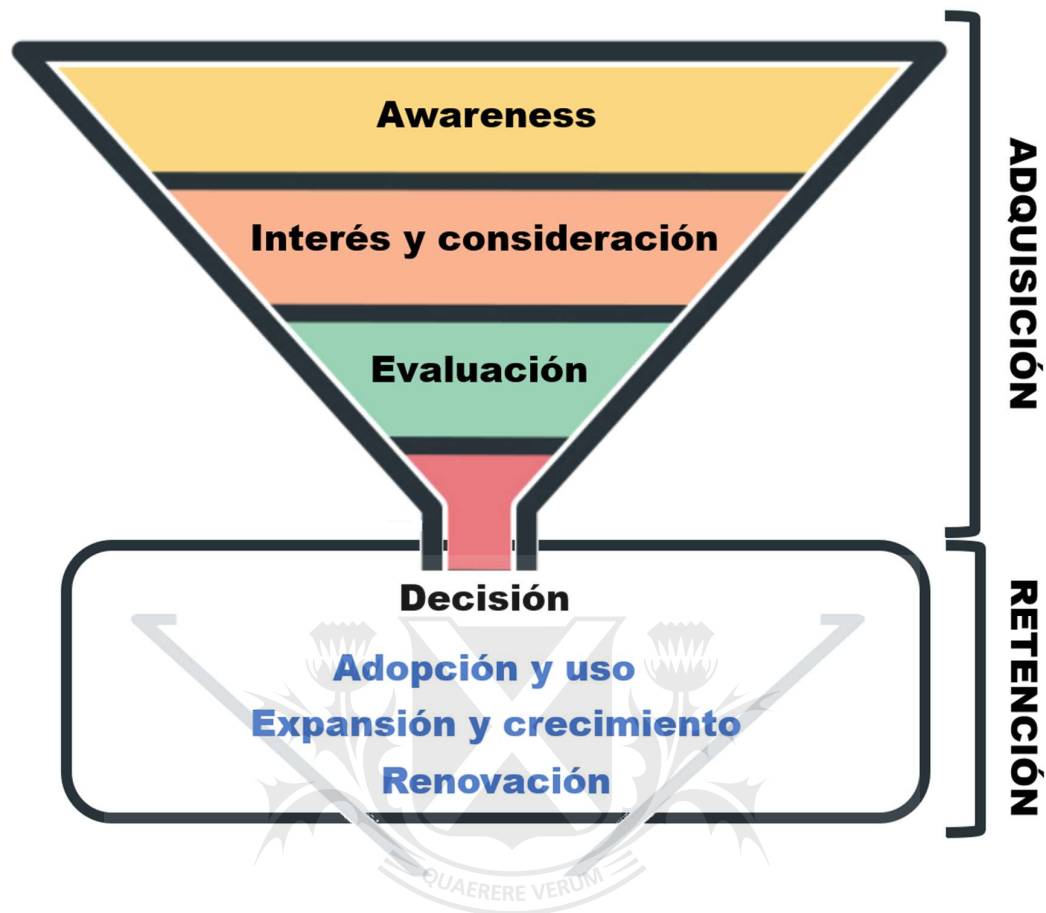 Awareness
Interés y consideración
Evaluación
ADQUISICIÓN
Decisión
Adopción y uso
Expansión y crecimiento
Renovación
RETENCIÓN
QUAERERE VERUM